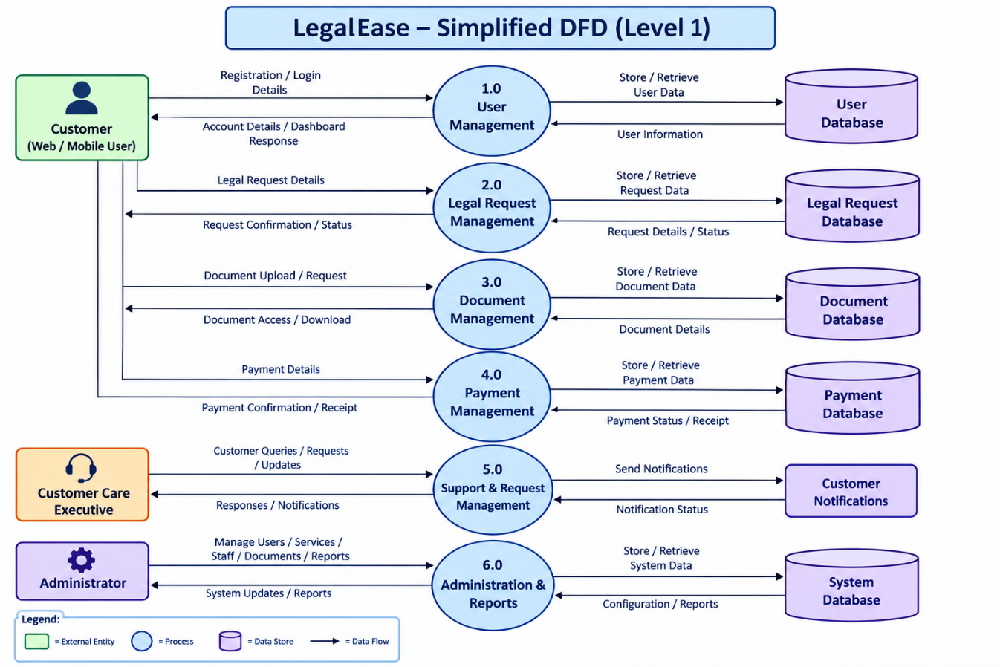 LegalEase – Simplified DFD (Level 1)
Customer
(Web / Mobile User)
Registration / Login
Details
Account Details / Dashboard
Response
1.0
User
Management
Store / Retrieve
User Data
User Information
User
Database
Legal Request Details
Request Confirmation / Status
2.0
Legal Request
Management
Store / Retrieve
Request Data
Request Details / Status
Legal Request
Database
Document Upload / Request
Document Access / Download
3.0
Document
Management
Store / Retrieve
Document Data
Document Details
Document
Database
Payment Details
Payment Confirmation / Receipt
4.0
Payment
Management
Store / Retrieve
Payment Data
Payment Status / Receipt
Payment
Database
Customer Care
Executive
Customer Queries / Requests
/ Updates
Responses / Notifications
5.0
Support & Request
Management
Send Notifications
Notification Status
Customer
Notifications
Administrator
Manage Users / Services /
Staff / Documents / Reports
System Updates / Reports
6.0
Administration &
Reports
Store / Retrieve
System Data
Configuration / Reports
System
Database
Legend:
= External Entity
= Process
= Data Store
= Data Flow